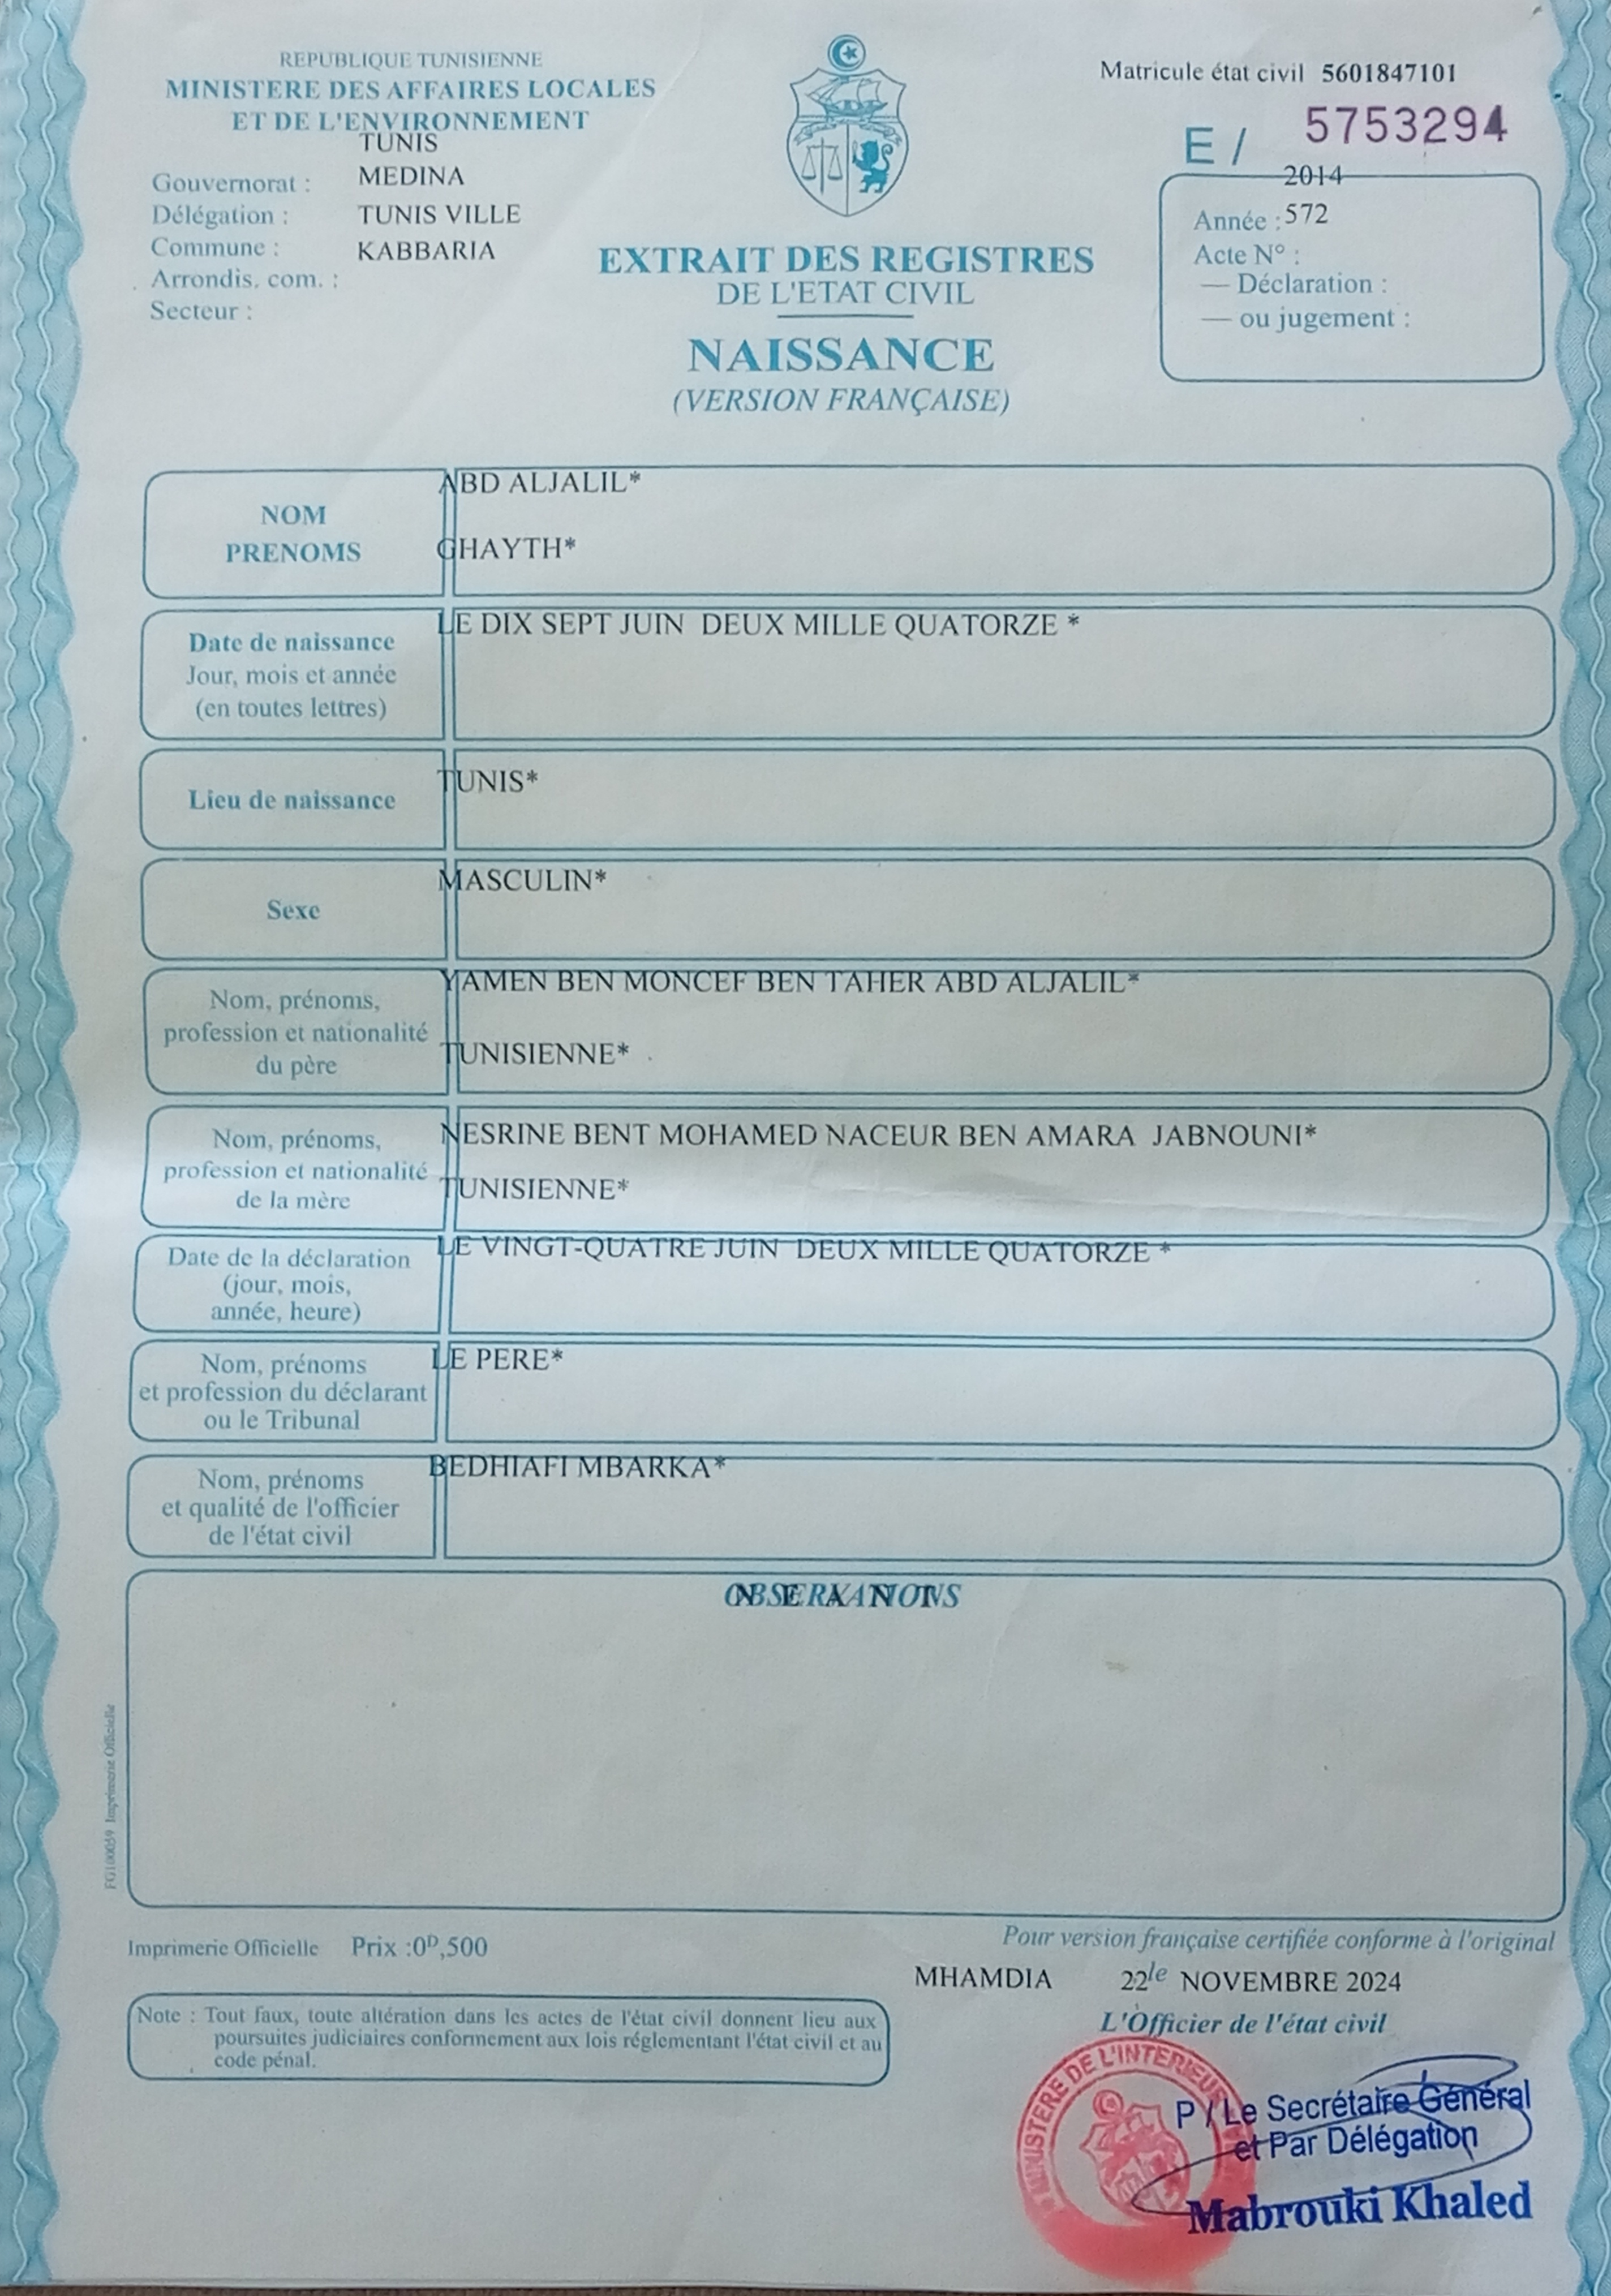 REPUBLIQUE TUNISIENNE
MINISTERE DES AFFAIRES LOCALES
ET DE L'ENVIRONNEMENT
TUNIS
Gouvernorat : MEDINA
Délégation : TUNIS VILLE
Commune : KABBARIA
Arrondis. com. :
Secteur :
Matricule état civil 5601847101
E / 5753294
2014
Année : 572
Acte N° :
— Déclaration :
— ou jugement :
EXTRAIT DES REGISTRES
DE L'ETAT CIVIL
NAISSANCE
(VERSION FRANÇAISE)
NOM
PRENOMS
ABD ALJALIL*
GHAYTH*
Date de naissance
Jour, mois et année
(en toutes lettres)
LE DIX SEPT JUIN DEUX MILLE QUATORZE *
Lieu de naissance
TUNIS*
Sexe
MASCULIN*
Nom, prénoms,
profession et nationalité
du père
YAMEN BEN MONCEF BEN TAHER ABD ALJALIL*
TUNISIENNE*
Nom, prénoms,
profession et nationalité
de la mère
NESRINE BENT MOHAMED NACEUR BEN AMARA JABNOUNI*
TUNISIENNE*
Date de la déclaration
(jour, mois,
année, heure)
LE VINGT-QUATRE JUIN DEUX MILLE QUATORZE *
Nom, prénoms
et profession du déclarant
ou le Tribunal
LE PERE*
Nom, prénoms
et qualité de l'officier
de l'état civil
BEDHIAFI MBARKA*
OBSERVATIONS
N E A N T
FG100059 Imprimerie Officielle
Imprimerie Officielle Prix :0ᴰ,500
Pour version française certifiée conforme à l'original
MHAMDIA 22 le NOVEMBRE 2024
L'Officier de l'état civil
Note : Tout faux, toute altération dans les actes de l'état civil donnent lieu aux
poursuites judiciaires conformement aux lois réglementant l'état civil et au
code pénal.
MINISTERE DE L'INTERIEUR
P / Le Secrétaire Général
et Par Délégation
Mabrouki Khaled